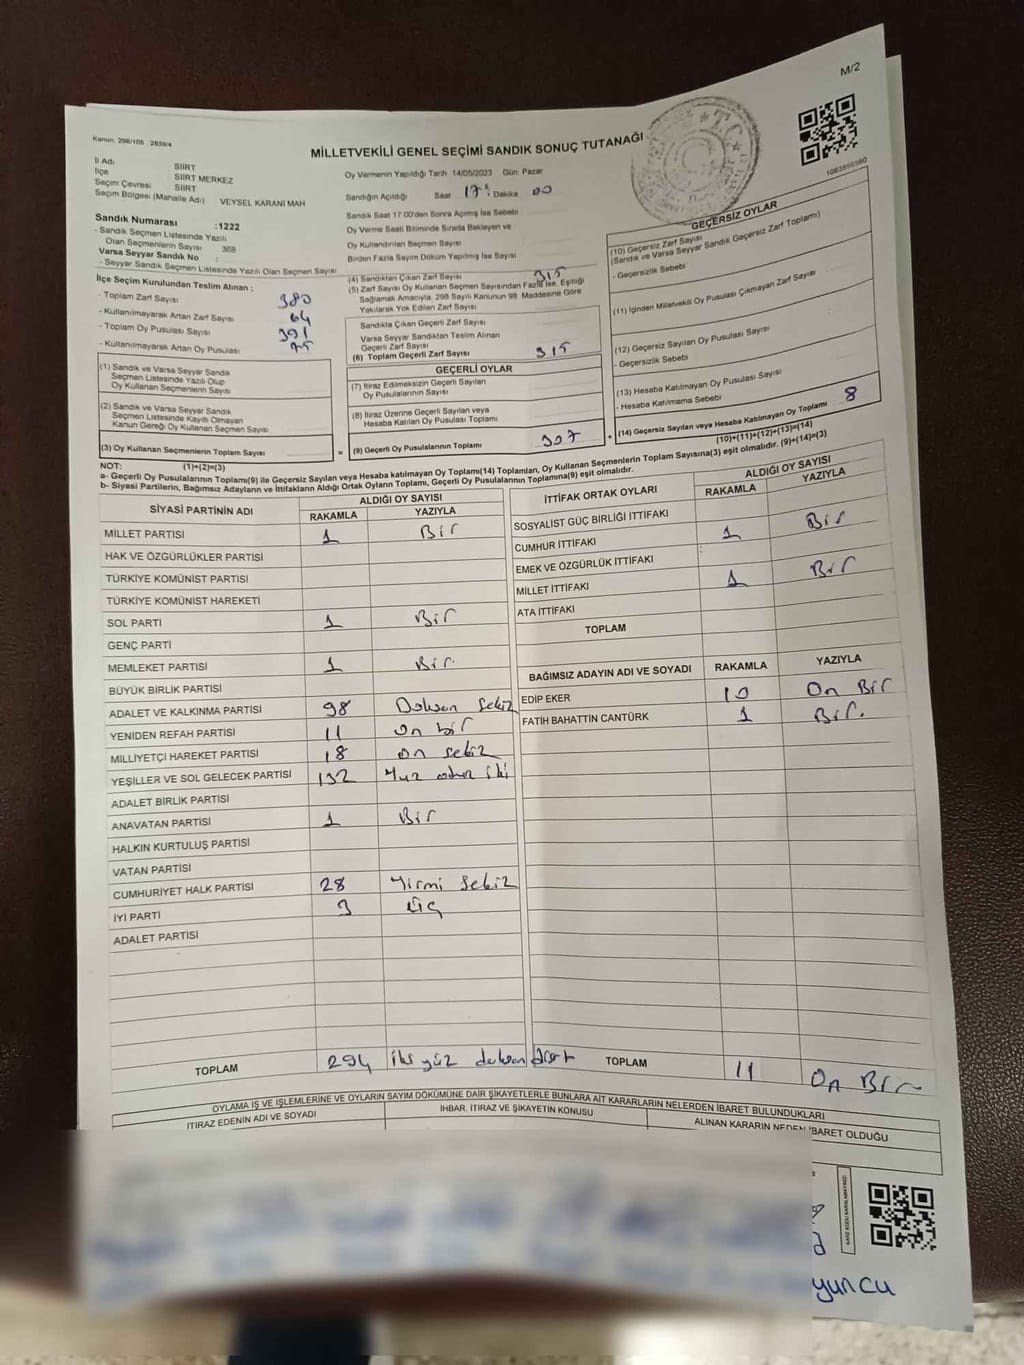 M/2
Kanun: 298/105 2839/4
MİLLETVEKİLİ GENEL SEÇİMİ SANDIK SONUÇ TUTANAĞI
1083896560
İl Adı SİİRT
İlçe SİİRT MERKEZ
Seçim Çevresi SİİRT
Seçim Bölgesi (Mahalle Adı) VEYSEL KARANİ MAH
Sandık Numarası :1222
- Sandık Seçmen Listesinde Yazılı
Olan Seçmenlerin Sayısı 368
Varsa Seyyar Sandık No :
- Seyyar Sandık Seçmen Listesinde Yazılı Olan Seçmen Sayısı
Oy Vermenin Yapıldığı Tarih 14/05/2023 Gün: Pazar
Sandığın Açıldığı Saat 17 : Dakika 00
Sandık Saat 17.00'den Sonra Açılmış İse Sebebi
Oy Verme Saati Bitiminde Sırada Bekleyen ve
Oy Kullandırılan Seçmen Sayısı
Birden Fazla Sayım Döküm Yapılmış İse Sayısı
İlçe Seçim Kurulundan Teslim Alınan :
- Toplam Zarf Sayısı 380
- Kullanılmayarak Artan Zarf Sayısı 64
- Toplam Oy Pusulası Sayısı 391
- Kullanılmayarak Artan Oy Pusulası 75
(1) Sandık ve Varsa Seyyar Sandık
Seçmen Listesinde Yazılı Olup
Oy Kullanan Seçmenlerin Sayısı
(2) Sandık ve Varsa Seyyar Sandık
Seçmen Listesinde Kayıtlı Olmayan
Kanun Gereği Oy Kullanan Seçmen Sayısı
(3) Oy Kullanan Seçmenlerin Toplam Sayısı
(1)+(2)=(3)
(4) Sandıktan Çıkan Zarf Sayısı 315
(5) Zarf Sayısı Oy Kullanan Seçmen Sayısından Fazla İse, Eşitliği
Sağlamak Amacıyla, 298 Sayılı Kanunun 98. Maddesine Göre
Yakılarak Yok Edilen Zarf Sayısı
Sandıkta Çıkan Geçerli Zarf Sayısı
Varsa Seyyar Sandıktan Teslim Alınan
Geçerli Zarf Sayısı
(6) Toplam Geçerli Zarf Sayısı 315
GEÇERLİ OYLAR
(7) İtiraz Edilmeksizin Geçerli Sayılan
Oy Pusulalarının Sayısı
(8) İtiraz Üzerine Geçerli Sayılan veya
Hesaba Katılan Oy Pusulası Toplamı
= (9) Geçerli Oy Pusulalarının Toplamı 307
GEÇERSİZ OYLAR
(10) Geçersiz Zarf Sayısı
(Sandık ve Varsa Seyyar Sandık Geçersiz Zarf Toplamı)
- Geçersizlik Sebebi
(11) İçinden Milletvekili Oy Pusulası Çıkmayan Zarf Sayısı
(12) Geçersiz Sayılan Oy Pusulası Sayısı
- Geçersizlik Sebebi
(13) Hesaba Katılmayan Oy Pusulası Sayısı
- Hesaba Katılmama Sebebi
+ (14) Geçersiz Sayılan veya Hesaba Katılmayan Oy Toplamı 8
(10)+(11)+(12)+(13)=(14)
NOT:
a- Geçerli Oy Pusulalarının Toplamı(9) ile Geçersiz Sayılan veya Hesaba katılmayan Oy Toplamı(14) Toplamları, Oy Kullanan Seçmenlerin Toplam Sayısına(3) eşit olmalıdır. (9)+(14)=(3)
b- Siyasi Partilerin, Bağımsız Adayların ve İttifakların Aldığı Ortak Oyların Toplamı, Geçerli Oy Pusulalarının Toplamına(9) eşit olmalıdır.
SİYASİ PARTİNİN ADI ALDIĞI OY SAYISI
RAKAMLA YAZIYLA
MİLLET PARTİSİ 1 Bir
HAK VE ÖZGÜRLÜKLER PARTİSİ
TÜRKİYE KOMÜNİST PARTİSİ
TÜRKİYE KOMÜNİST HAREKETİ
SOL PARTİ 1 Bir
GENÇ PARTİ
MEMLEKET PARTİSİ 1 Bir
BÜYÜK BİRLİK PARTİSİ
ADALET VE KALKINMA PARTİSİ 98 Doksan Sekiz
YENİDEN REFAH PARTİSİ 11 On bir
MİLLİYETÇİ HAREKET PARTİSİ 18 On sekiz
YEŞİLLER VE SOL GELECEK PARTİSİ 132 Yüz otuz iki
ADALET BİRLİK PARTİSİ
ANAVATAN PARTİSİ 1 Bir
HALKIN KURTULUŞ PARTİSİ
VATAN PARTİSİ
CUMHURİYET HALK PARTİSİ 28 Yirmi Sekiz
İYİ PARTİ 3 Üç
ADALET PARTİSİ
TOPLAM 294 iki yüz doksan dört
İTTİFAK ORTAK OYLARI ALDIĞI OY SAYISI
RAKAMLA YAZIYLA
SOSYALİST GÜÇ BİRLİĞİ İTTİFAKI
CUMHUR İTTİFAKI 1 Bir
EMEK VE ÖZGÜRLÜK İTTİFAKI
MİLLET İTTİFAKI 1 Bir
ATA İTTİFAKI
TOPLAM
BAĞIMSIZ ADAYIN ADI VE SOYADI RAKAMLA YAZIYLA
EDİP EKER 10 On Bir
FATİH BAHATTİN CANTÜRK 1 Bir.
TOPLAM 11 On Bir
OYLAMA İŞ VE İŞLEMLERİNE VE OYLARIN SAYIM DÖKÜMÜNE DAİR ŞİKAYETLERLE BUNLARA AİT KARARLARIN NELERDEN İBARET BULUNDUKLARI
İTİRAZ EDENİN ADI VE SOYADI İHBAR, İTİRAZ VE ŞİKAYETİN KONUSU ALINAN KARARIN NEDEN İBARET OLDUĞU
yuncu